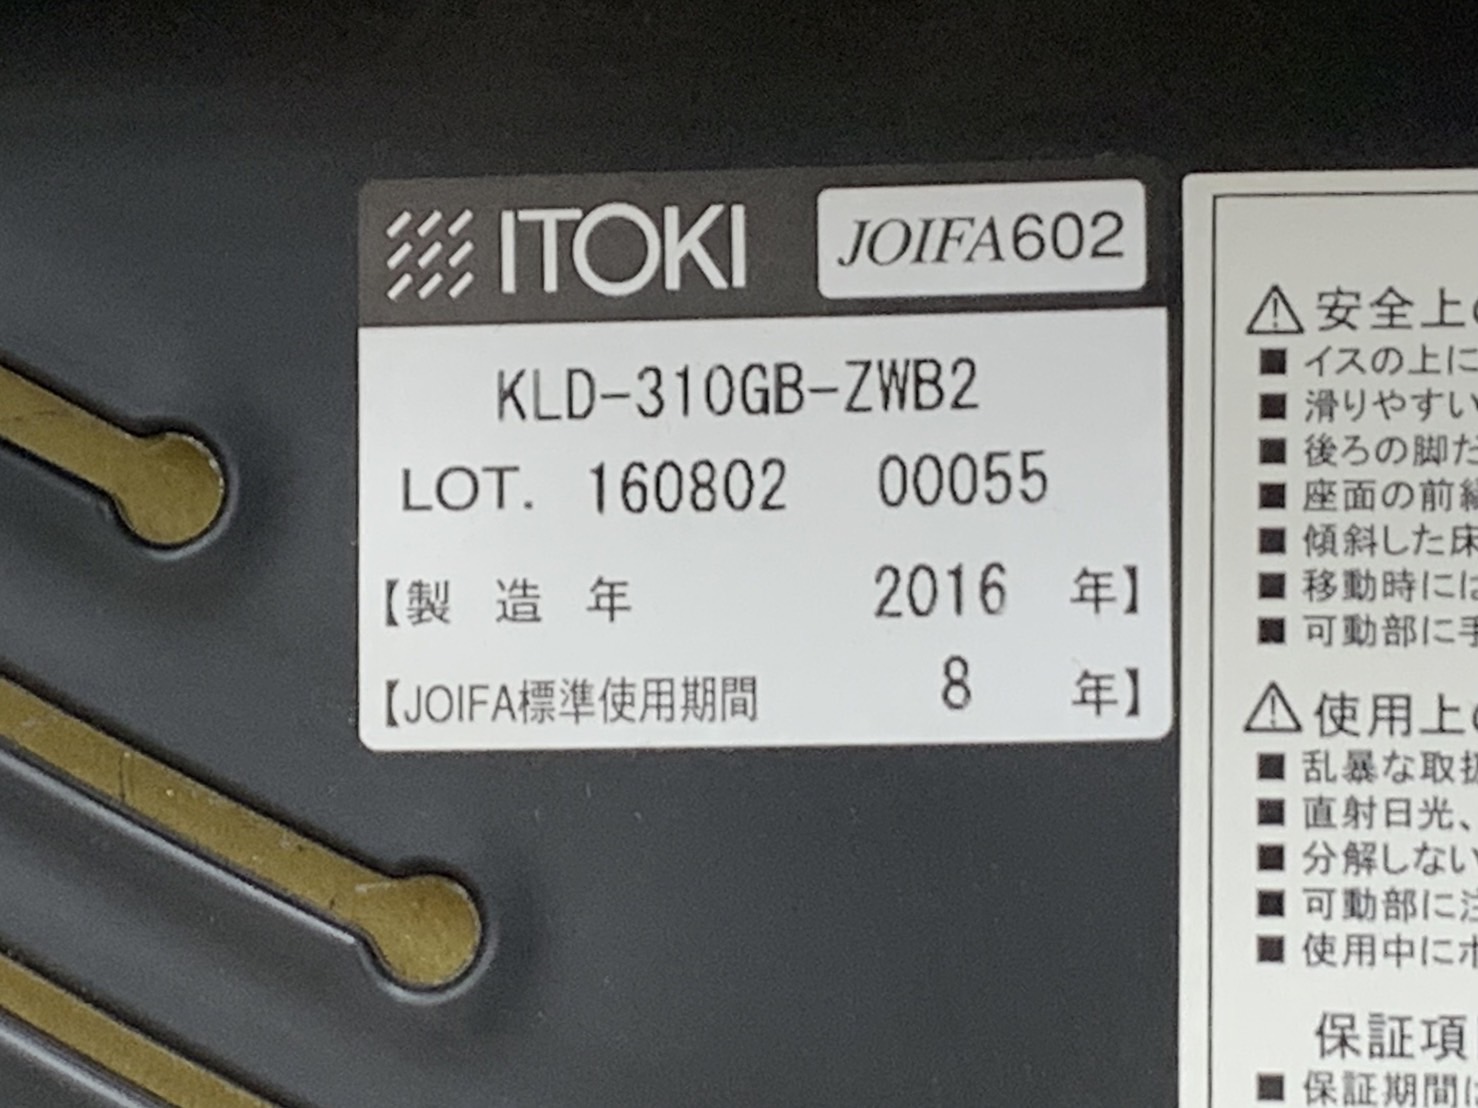 ITOKI JOIFA602
KLD-310GB-ZWB2
LOT. 160802 00055
【製 造 年 2016 年】
【JOIFA標準使用期間 8 年】
⚠安全上の
■イスの上に
■滑りやすい
■後ろの脚だ
■座面の前縁
■傾斜した床
■移動時には
■可動部に手
⚠使用上の
■乱暴な取扱
■直射日光、
■分解しない
■可動部に注
■使用中にボ
保証項目
■保証期間は